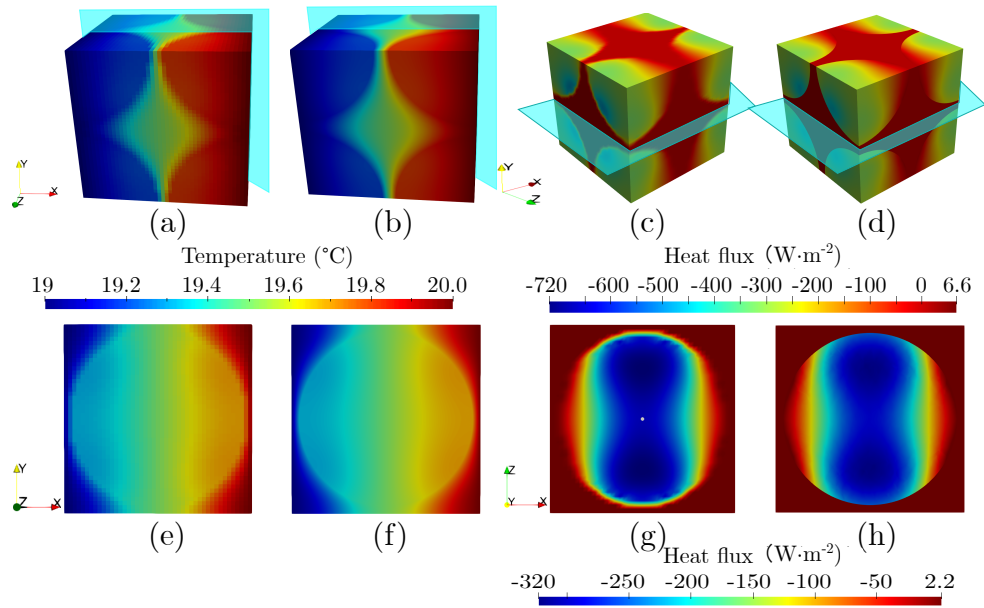 Y
X
Z
Y
X
Z
(a)
(b)
(c)
(d)
Temperature (°C)
19 19.2 19.4 19.6 19.8 20.0
Heat flux (W·m-2)
-720 -600 -500 -400 -300 -200 -100 0 6.6
Y
Z
X
Z
Y
X
(e)
(f)
(g)
(h)
Heat flux (W·m-2)
-320 -250 -200 -150 -100 -50 2.2